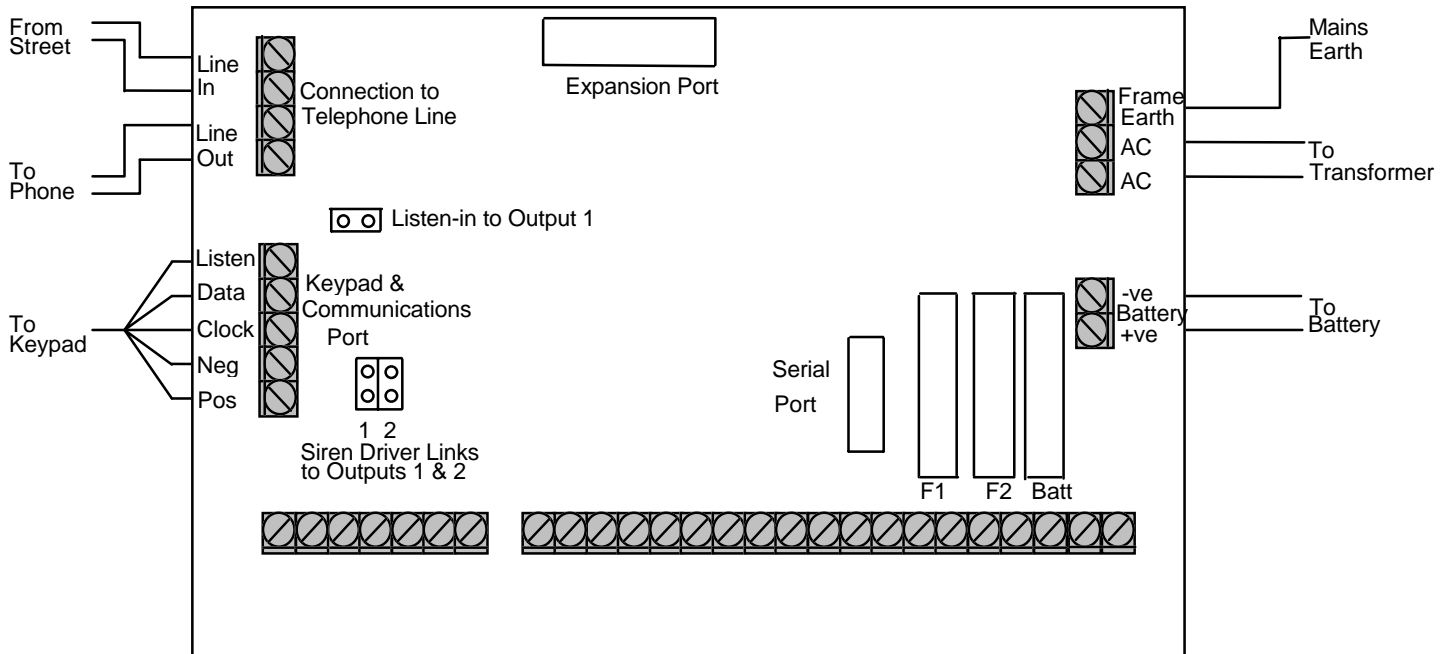 From
Street
Line
In
Line
Out
To
Phone
Connection to
Telephone Line
Expansion Port
Mains
Earth
Frame
Earth
AC
AC
To
Transformer
Listen-in to Output 1
Listen
Data
Clock
Neg
Pos
To
Keypad
Keypad &
Communications
Port
1 2
Siren Driver Links
to Outputs 1 & 2
Serial
Port
F1 F2 Batt
-ve
Battery
+ve
To
Battery